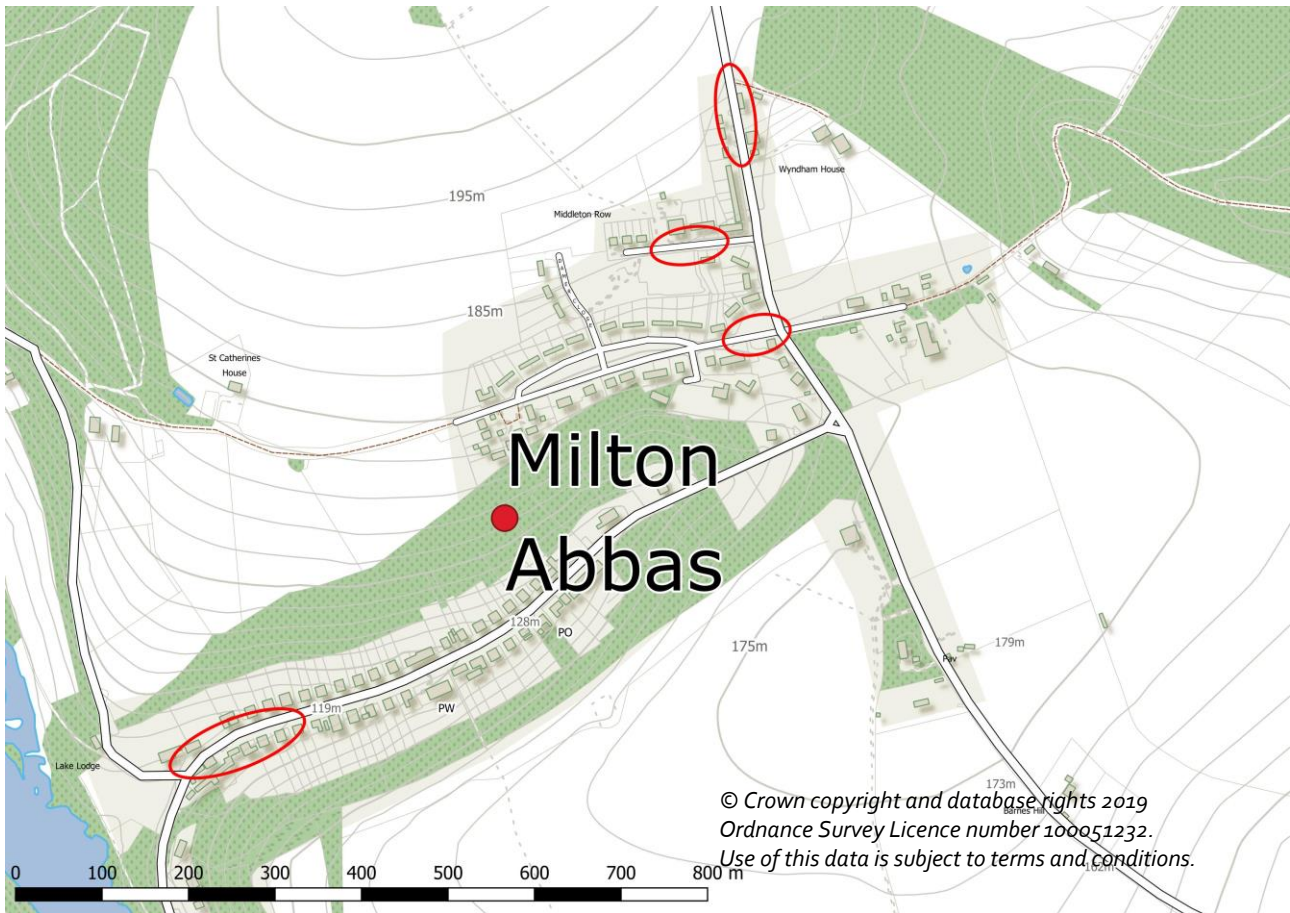 Wyndham House
195m
Middleton Row
185m
St Catherines
House
Milton
Abbas
128m
PO
175m
179m
Pav
PW
119m
Lake Lodge
173m
Barnes Hill
© Crown copyright and database rights 2019
Ordnance Survey Licence number 100051232.
Use of this data is subject to terms and conditions.
162m
0 100 200 300 400 500 600 700 800 m